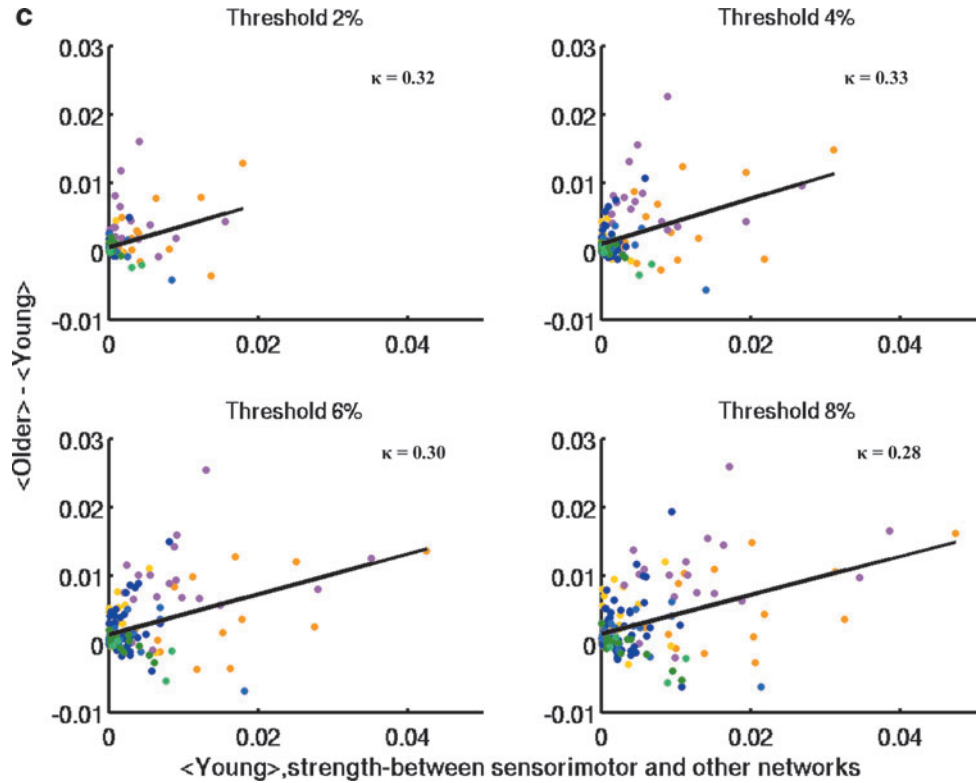 c
Threshold 2%
Threshold 4%
0.03
0.02
0.01
0
-0.01
κ = 0.32
0
0.02
0.04
0.03
0.02
0.01
0
-0.01
κ = 0.33
0
0.02
0.04
<Older> - <Young>
Threshold 6%
Threshold 8%
0.03
0.02
0.01
0
-0.01
κ = 0.30
0
0.02
0.04
0.03
0.02
0.01
0
-0.01
κ = 0.28
0
0.02
0.04
<Young>,strength-between sensorimotor and other networks